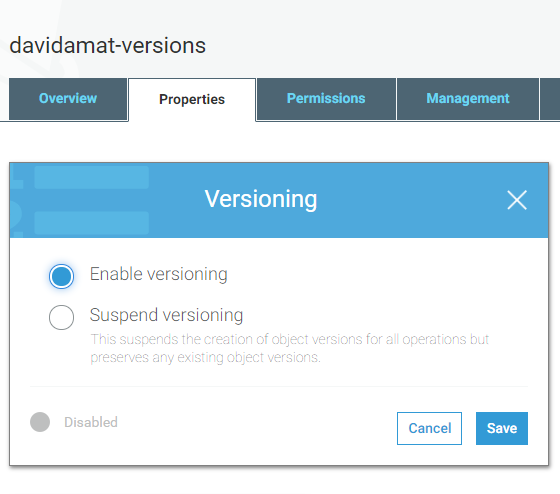 davidamat-versions
Overview
Properties
Permissions
Management
Versioning
Enable versioning
Suspend versioning
This suspends the creation of object versions for all operations but
preserves any existing object versions.
Disabled
Cancel
Save